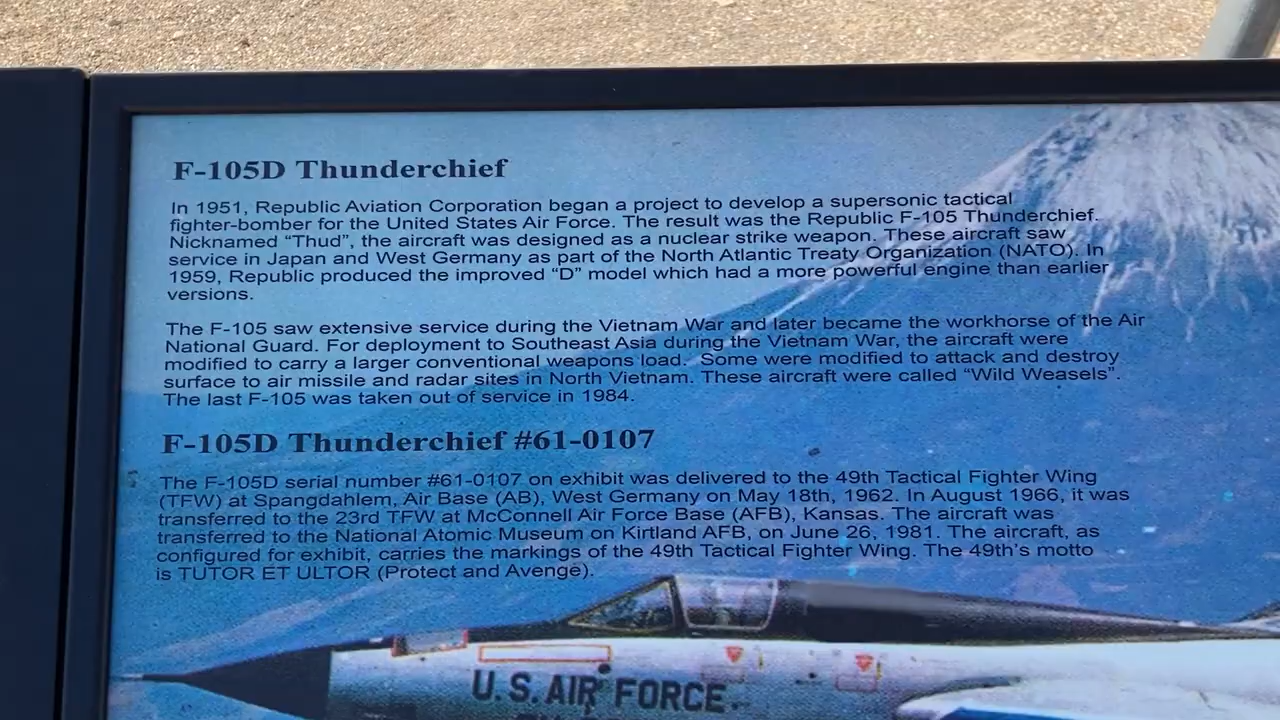 F-105D Thunderchief
In 1951, Republic Aviation Corporation began a project to develop a supersonic tactical
fighter-bomber for the United States Air Force. The result was the Republic F-105 Thunderchief.
Nicknamed “Thud”, the aircraft was designed as a nuclear strike weapon. These aircraft saw
service in Japan and West Germany as part of the North Atlantic Treaty Organization (NATO). In
1959, Republic produced the improved “D” model which had a more powerful engine than earlier
versions.
The F-105 saw extensive service during the Vietnam War and later became the workhorse of the Air
National Guard. For deployment to Southeast Asia during the Vietnam War, the aircraft were
modified to carry a larger conventional weapons load. Some were modified to attack and destroy
surface to air missile and radar sites in North Vietnam. These aircraft were called “Wild Weasels”.
The last F-105 was taken out of service in 1984.
F-105D Thunderchief #61-0107
The F-105D serial number #61-0107 on exhibit was delivered to the 49th Tactical Fighter Wing
(TFW) at Spangdahlem, Air Base (AB), West Germany on May 18th, 1962. In August 1966, it was
transferred to the 23rd TFW at McConnell Air Force Base (AFB), Kansas. The aircraft was
transferred to the National Atomic Museum on Kirtland AFB, on June 26, 1981. The aircraft, as
configured for exhibit, carries the markings of the 49th Tactical Fighter Wing. The 49th's motto
is TUTOR ET ULTOR (Protect and Avenge).
U.S. AIR FORCE